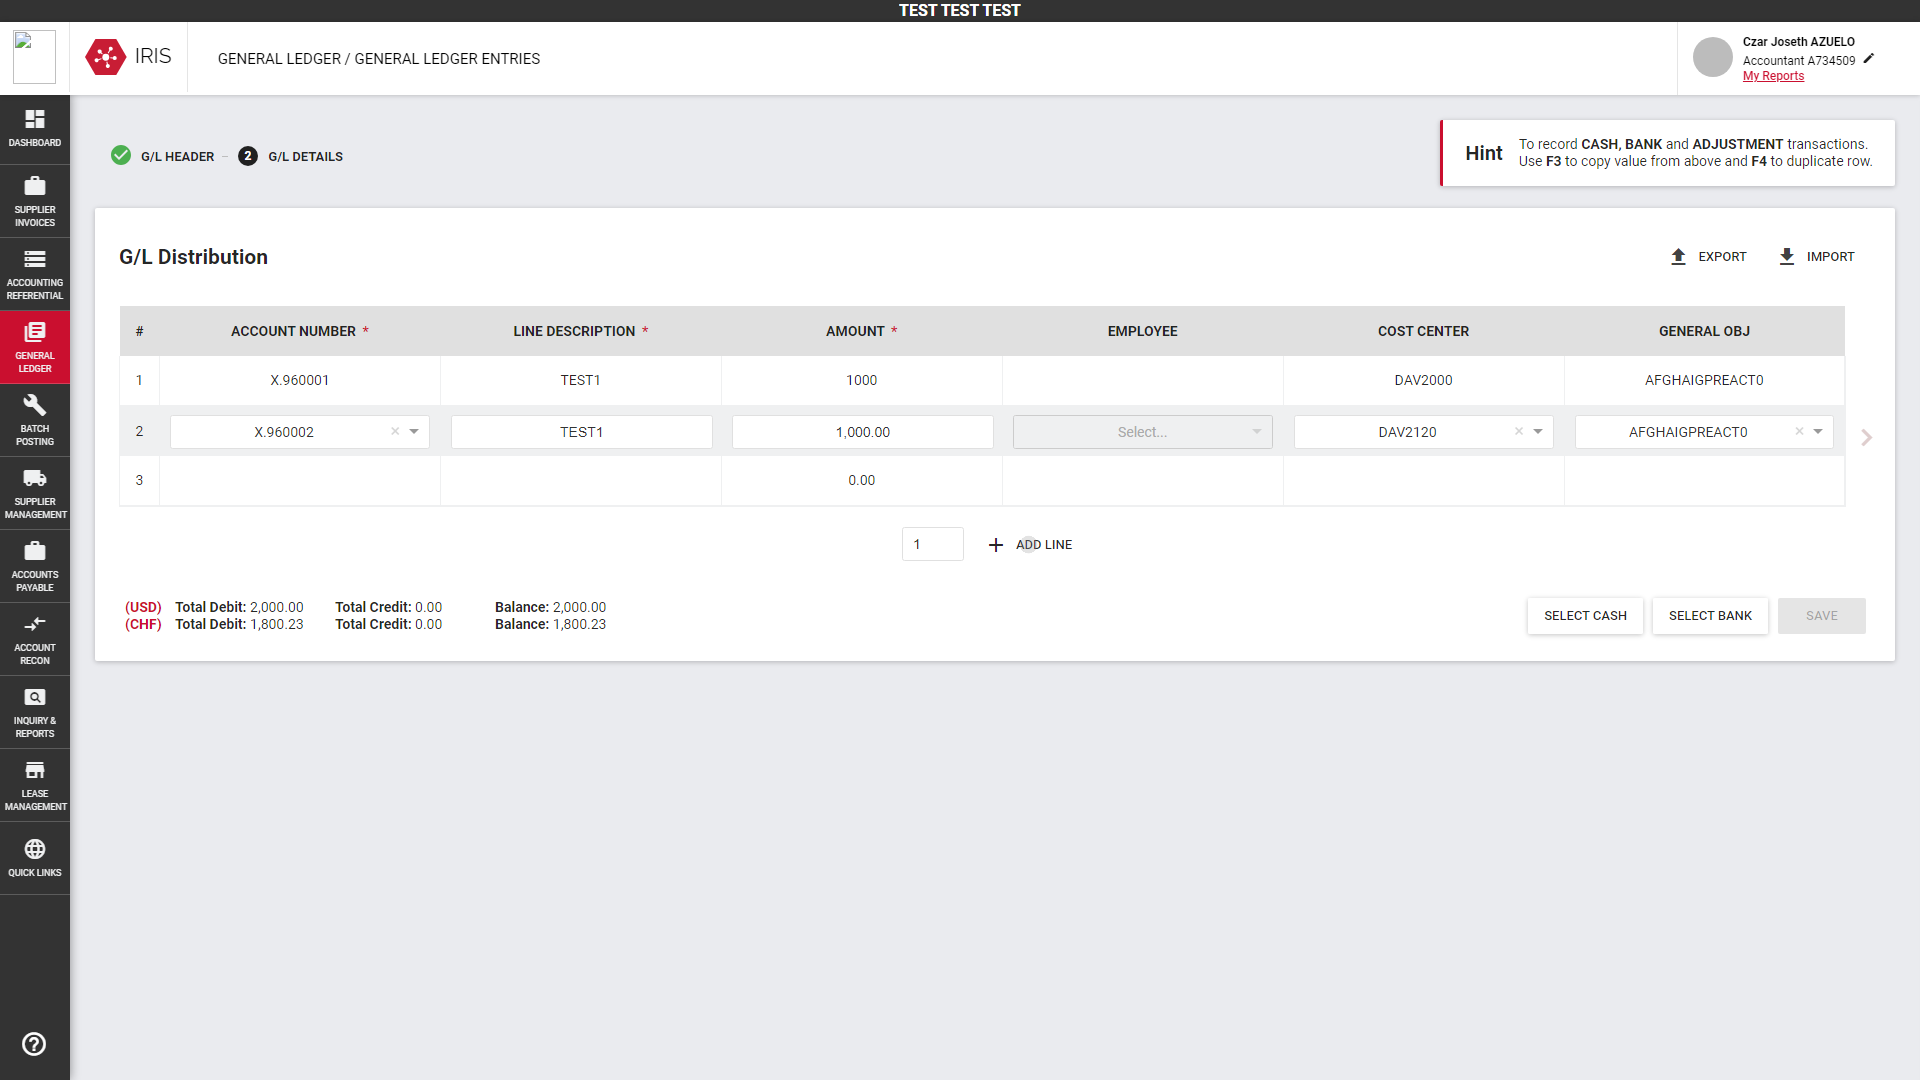 TEST TEST TEST
IRIS
GENERAL LEDGER / GENERAL LEDGER ENTRIES
Czar Joseth AZUELO
Accountant A734509
My Reports
DASHBOARD
SUPPLIER
INVOICES
ACCOUNTING
REFERENTIAL
GENERAL
LEDGER
BATCH
POSTING
SUPPLIER
MANAGEMENT
ACCOUNTS
PAYABLE
ACCOUNT
RECON
INQUIRY &
REPORTS
LEASE
MANAGEMENT
QUICK LINKS
G/L HEADER – 2 G/L DETAILS
Hint
To record CASH, BANK and ADJUSTMENT transactions.
Use F3 to copy value from above and F4 to duplicate row.
G/L Distribution
EXPORT IMPORT
# ACCOUNT NUMBER * LINE DESCRIPTION * AMOUNT * EMPLOYEE COST CENTER GENERAL OBJ
1 X.960001 TEST1 1000 DAV2000 AFGHAIGPREACT0
2 X.960002 × TEST1 1,000.00 Select... DAV2120 × AFGHAIGPREACT0 ×
3 0.00
1 + ADD LINE
(USD) Total Debit: 2,000.00 Total Credit: 0.00 Balance: 2,000.00
(CHF) Total Debit: 1,800.23 Total Credit: 0.00 Balance: 1,800.23
SELECT CASH SELECT BANK SAVE